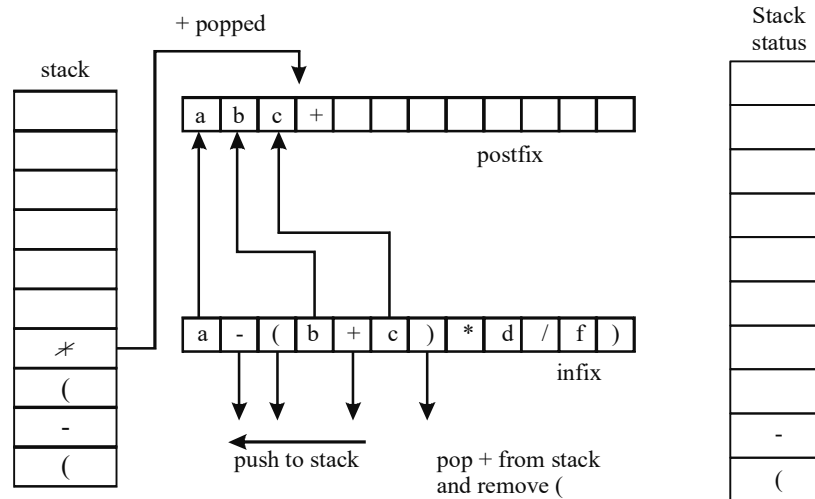 + popped
Stack
status
stack
a b c +
postfix
a - ( b + c ) * d / f )
infix
+
(
-
(
push to stack
pop + from stack
and remove (
-
(